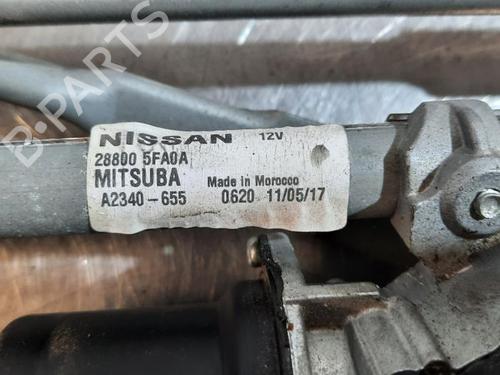 NISSAN 12V
28800 5FA0A
MITSUBA Made in Morocco
A2340-655 0620 11/05/17
B-PARTS